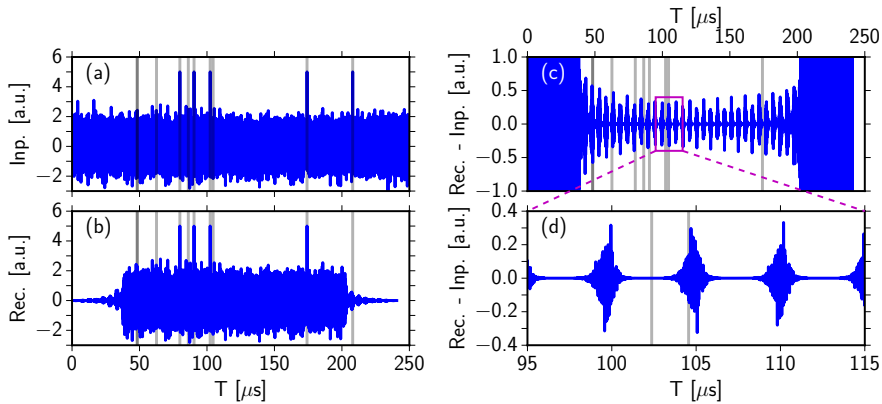 T [μs]
0 50 100 150 200 250
6
4
2
0
−2
Inp. [a.u.]
(a)
1.0
0.5
0.0
−0.5
−1.0
Rec. - Inp. [a.u.]
(c)
6
4
2
0
−2
Rec. [a.u.]
(b)
0 50 100 150 200 250
T [μs]
0.4
0.2
0.0
−0.2
−0.4
Rec. - Inp. [a.u.]
(d)
95 100 105 110 115
T [μs]